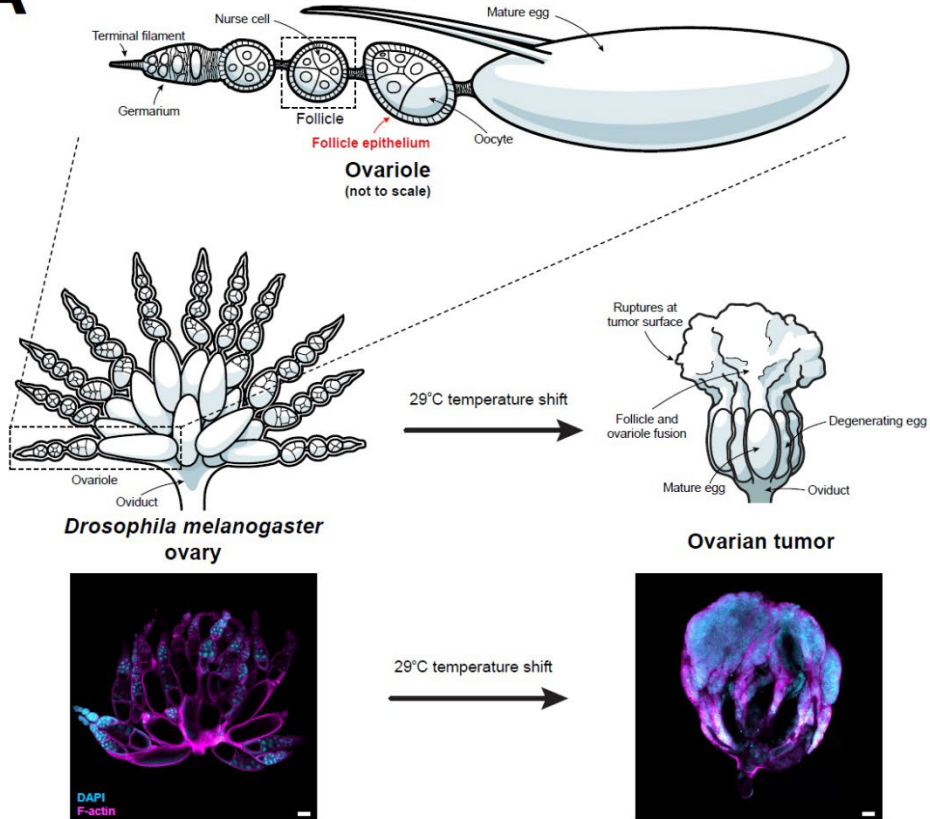 A
Mature egg
Nurse cell
Terminal filament
Germarium
Follicle
Oocyte
Follicle epithelium
Ovariole
(not to scale)
Ruptures at
tumor surface
29°C temperature shift
Follicle and
ovariole fusion
Degenerating egg
Ovariole
Mature egg
Oviduct
Oviduct
Drosophila melanogaster
ovary
Ovarian tumor
29°C temperature shift
DAPI
F-actin